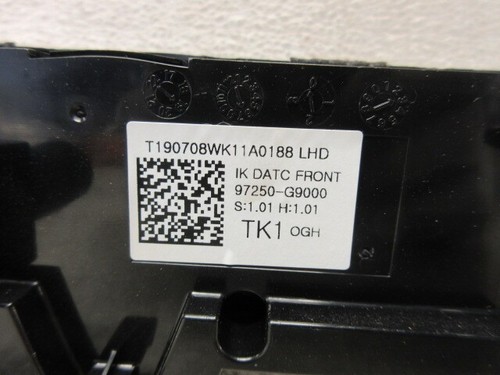 T190708WK11A0188 LHD
IK DATC FRONT
97250-G9000
S:1.01 H:1.01
TK1 OGH